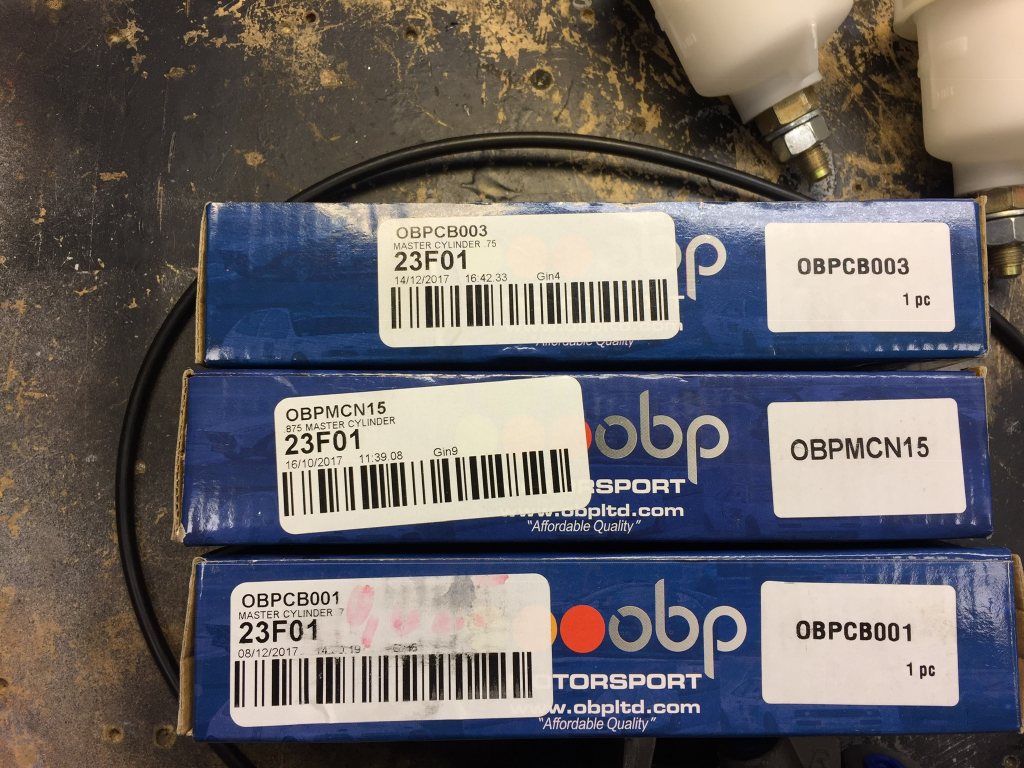 OBPCB003
MASTER CYLINDER .75
23F01
14/12/2017 16:42.33 Gin4
obp
"Affordable Quality"
OBPCB003
1 pc
OBPMCN15
.875 MASTER CYLINDER
23F01
16/10/2017 11:39.08 Gin9
obp
RSPORT
www.obpltd.com
"Affordable Quality"
OBPMCN15
OBPCB001
MASTER CYLINDER .7
23F01
08/12/2017
obp
OTORSPORT
www.obpltd.com
"Affordable Quality"
OBPCB001
1 pc